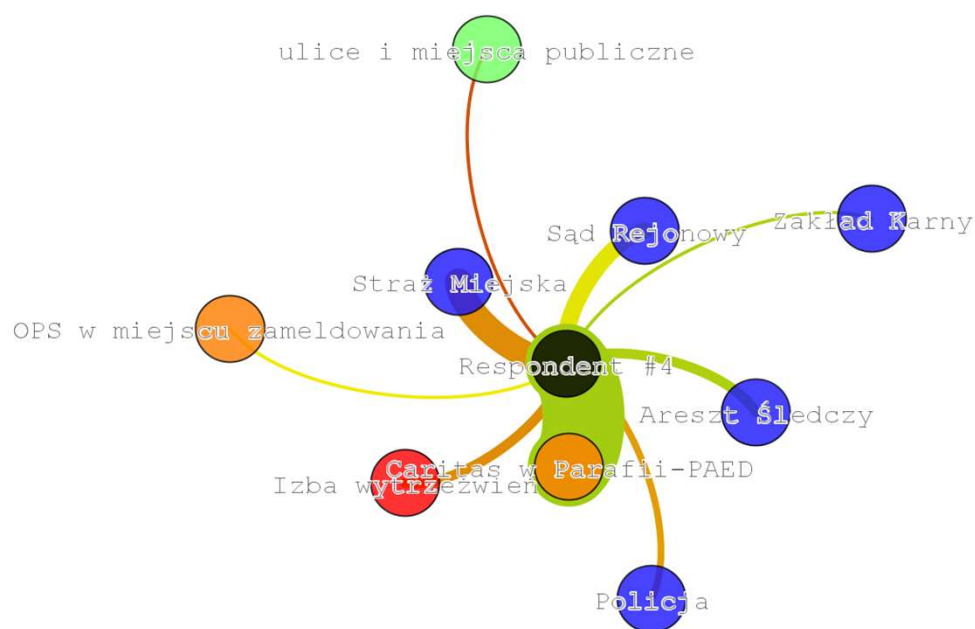 ulice i miejsca publiczne
Zakład Karny
Sąd Rejonowy
Straż Miejska
OPS w miejscu zameldowania
Respondent #4
Areszt Śledczy
Caritas w Parafii-PAED
Izba wytrzeźwień
Policja